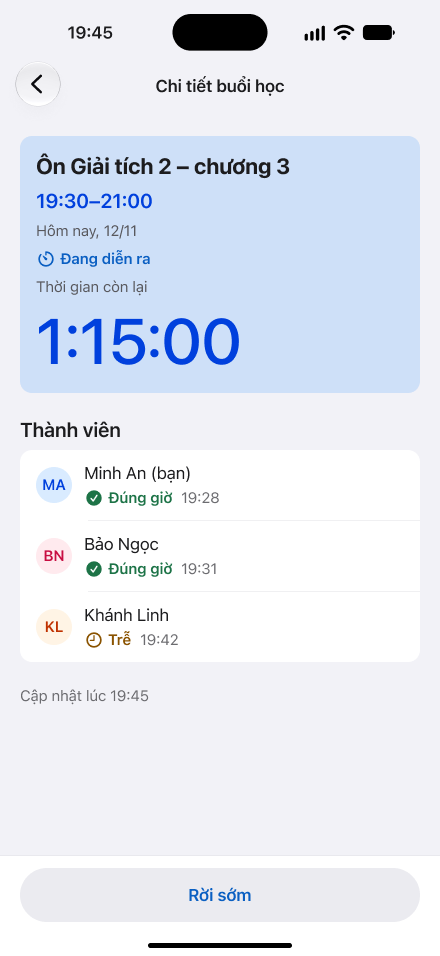 19:45
Chi tiết buổi học
Ôn Giải tích 2 – chương 3
19:30–21:00
Hôm nay, 12/11
Đang diễn ra
Thời gian còn lại
1:15:00
Thành viên
MA
Minh An (bạn)
Đúng giờ 19:28
BN
Bảo Ngọc
Đúng giờ 19:31
KL
Khánh Linh
Trễ 19:42
Cập nhật lúc 19:45
Rời sớm